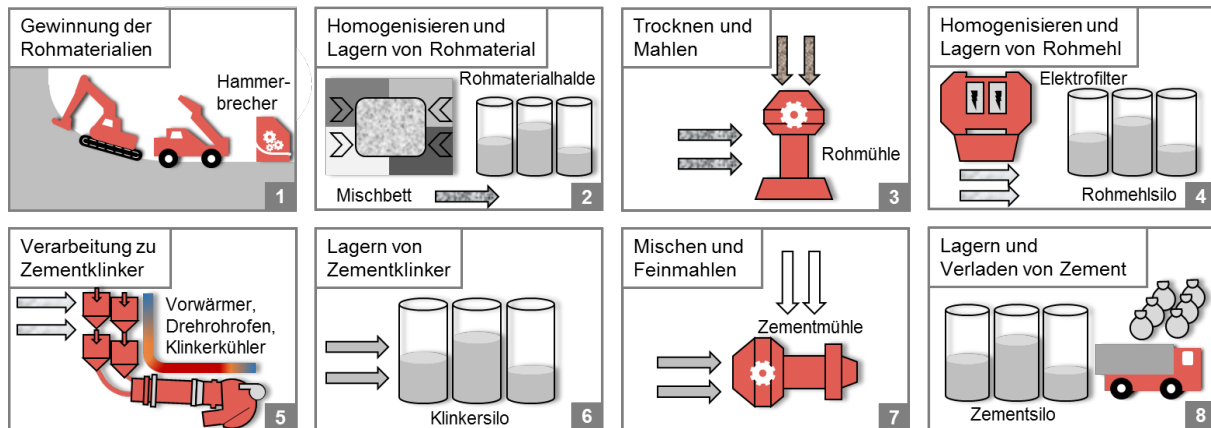 Gewinnung der
Rohmaterialien
Hammer-
brecher
1
Homogenisieren und
Lagern von Rohmaterial
Rohmaterialhalde
Mischbett
2
Trocknen und
Mahlen
Rohmühle
3
Homogenisieren und
Lagern von Rohmehl
Elektrofilter
Rohmehlsilo
4
Verarbeitung zu
Zementklinker
Vorwärmer,
Drehrohrofen,
Klinkerkühler
5
Lagern von
Zementklinker
Klinkersilo
6
Mischen und
Feinmahlen
Zementmühle
7
Lagern und
Verladen von Zement
Zementsilo
8